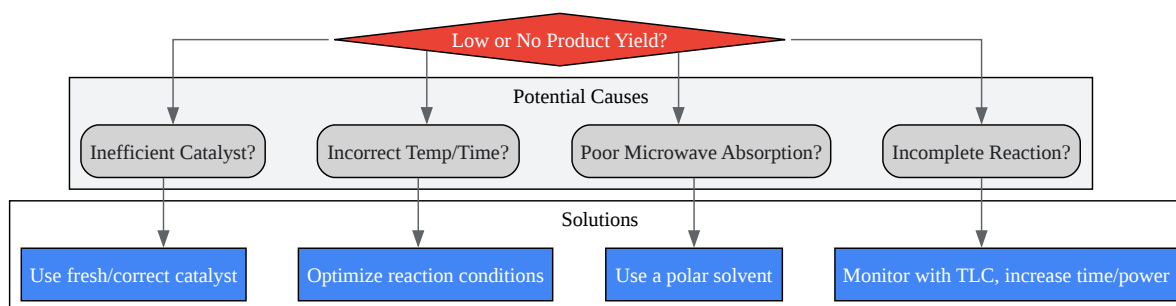 Low or No Product Yield?
Potential Causes
Inefficient Catalyst?
Incorrect Temp/Time?
Poor Microwave Absorption?
Incomplete Reaction?
Solutions
Use fresh/correct catalyst
Optimize reaction conditions
Use a polar solvent
Monitor with TLC, increase time/power